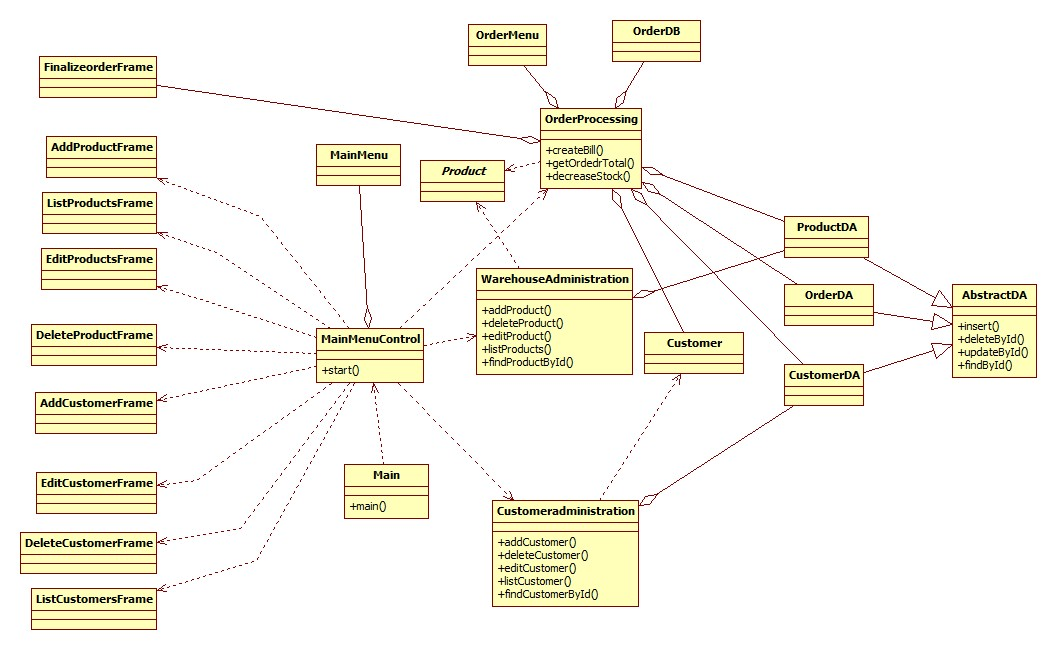 OrderMenu
OrderDB
FinalizeorderFrame
OrderProcessing
+createBill()
+getOrdedrTotal()
+decreaseStock()
AddProductFrame
MainMenu
Product
ListProductsFrame
ProductDA
EditProductsFrame
WarehouseAdministration
+addProduct()
+deleteProduct()
+editProduct()
+listProducts()
+findProductById()
OrderDA
AbstractDA
+insert()
+deleteById()
+updateById()
+findById()
DeleteProductFrame
MainMenuControl
+start()
Customer
CustomerDA
AddCustomerFrame
Main
+main()
EditCustomerFrame
Customeradministration
+addCustomer()
+deleteCustomer()
+editCustomer()
+listCustomer()
+findCustomerById()
DeleteCustomerFrame
ListCustomersFrame